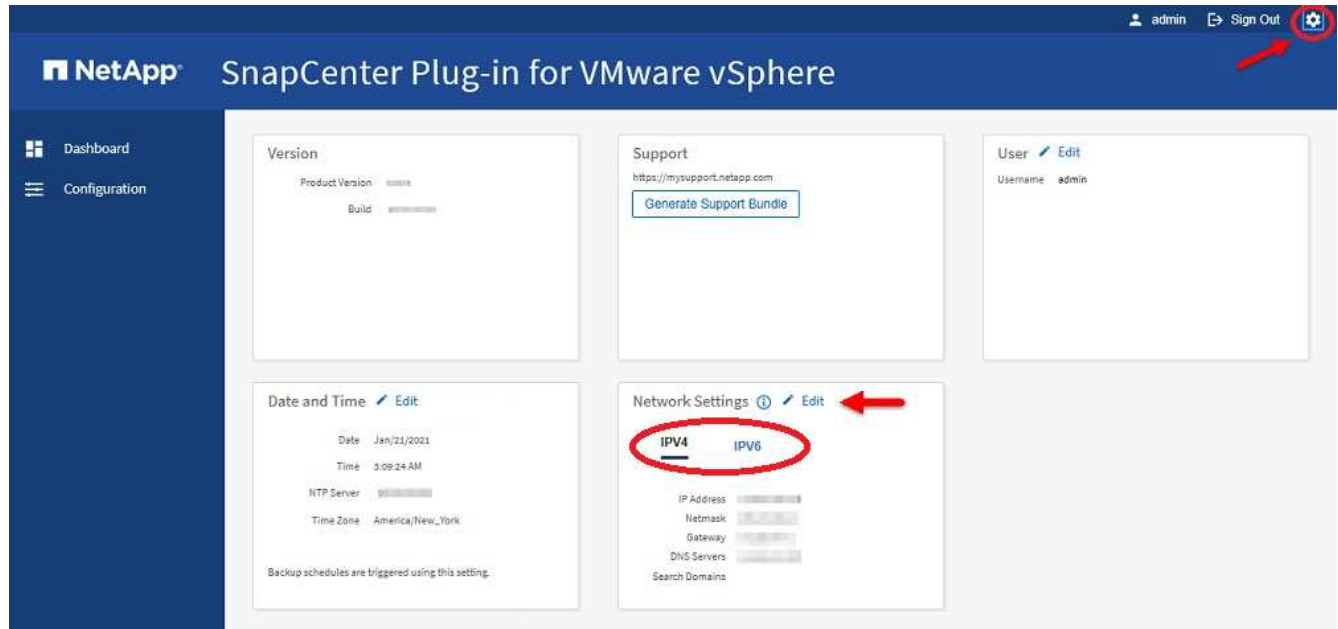 admin Sign Out
NetApp SnapCenter Plug-in for VMware vSphere
Dashboard
Configuration
Version
Product Version
Build
Support
https://mysupport.netapp.com
Generate Support Bundle
User Edit
Username admin
Date and Time Edit
Date Jan/21/2021
Time 3:09:24 AM
NTP Server
Time Zone America/New_York
Backup schedules are triggered using this setting.
Network Settings Edit
IPV4 IPV6
IP Address
Netmask
Gateway
DNS Servers
Search Domains